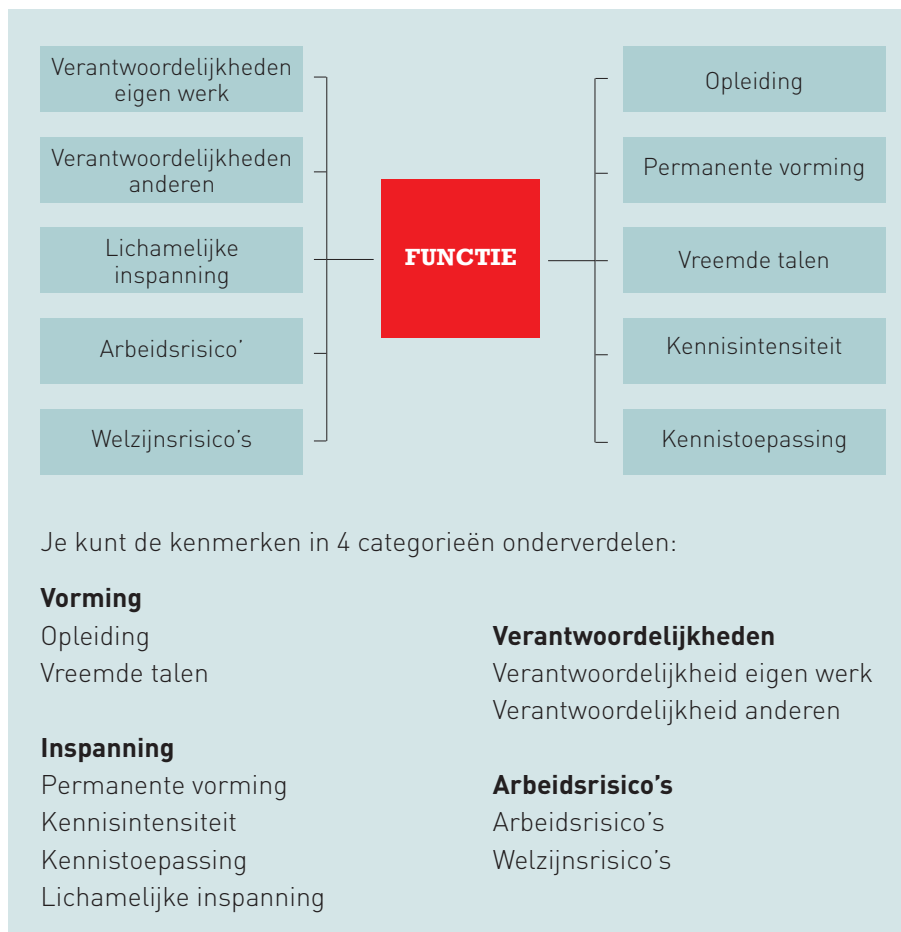 Verantwoordelijkheden
eigen werk
Verantwoordelijkheden
anderen
Lichamelijke
inspanning
Arbeidsrisico’
Welzijnsrisico’s
FUNCTIE
Opleiding
Permanente vorming
Vreemde talen
Kennisintensiteit
Kennistoepassing
Je kunt de kenmerken in 4 categorieën onderverdelen:
Vorming
Opleiding
Vreemde talen
Inspanning
Permanente vorming
Kennisintensiteit
Kennistoepassing
Lichamelijke inspanning
Verantwoordelijkheden
Verantwoordelijkheid eigen werk
Verantwoordelijkheid anderen
Arbeidsrisico’s
Arbeidsrisico’s
Welzijnsrisico’s